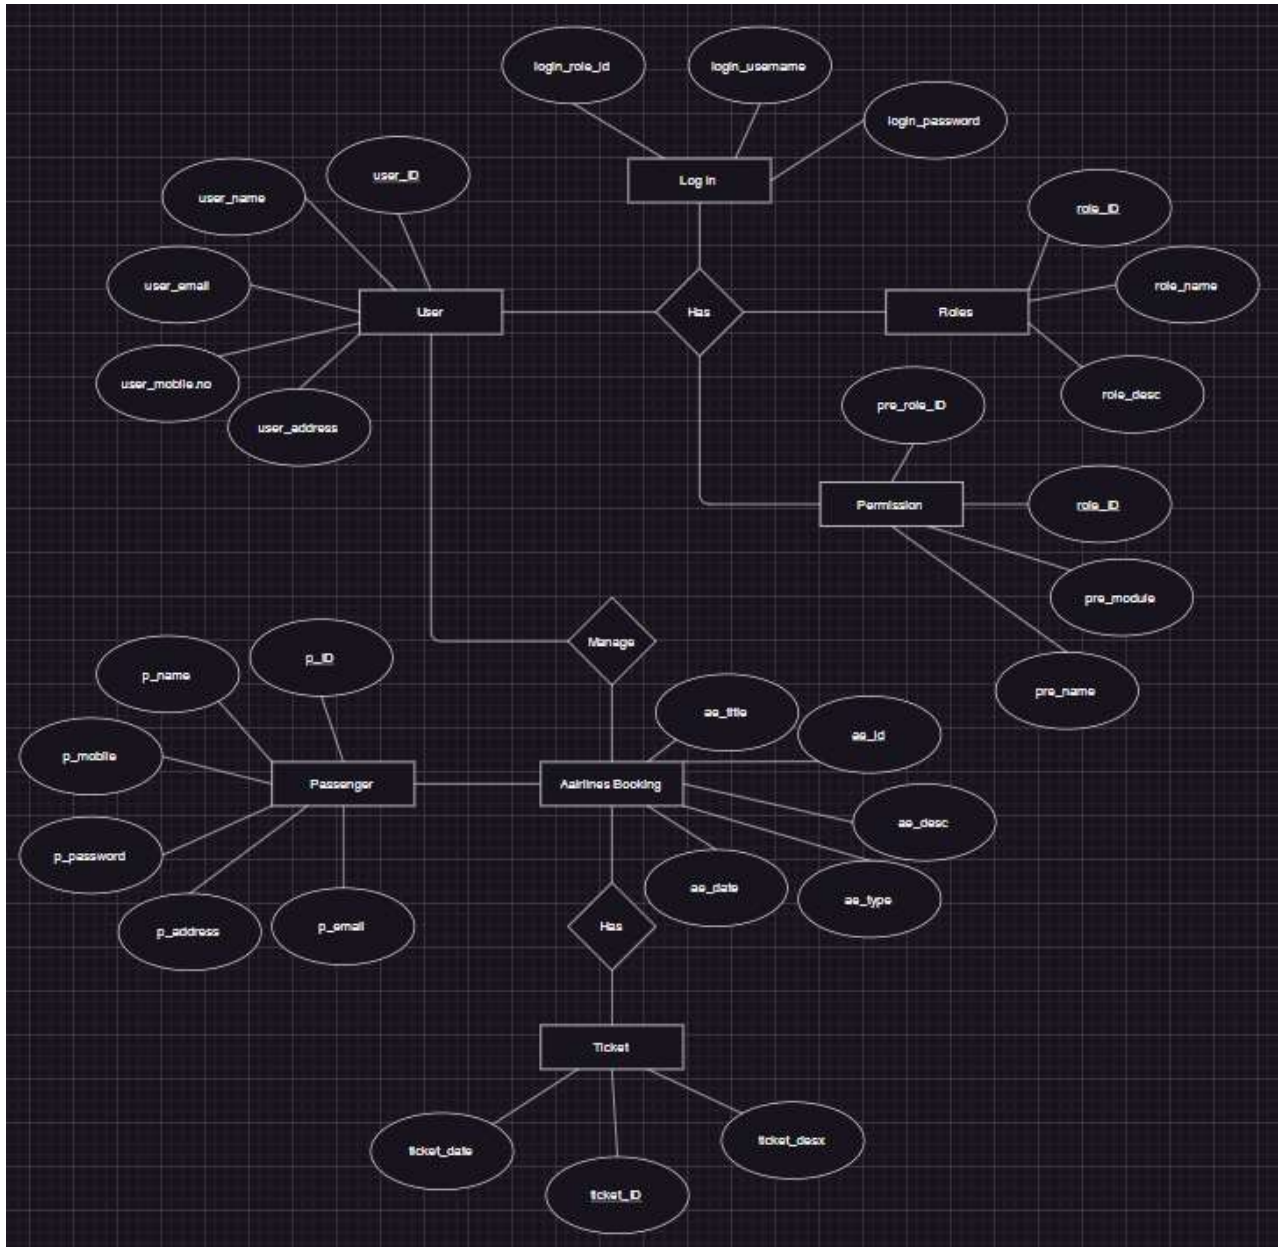 login_role_id
login_username
login_password
Log in
user_ID
user_name
role_ID
user_email
role_name
User
Has
Roles
user_mobile.no
role_desc
pre_role_ID
user_address
Permission
role_ID
pre_module
Manage
p_ID
p_name
pre_name
ae_title
ae_id
p_mobile
Passenger
Aairlines Booking
ae_desc
p_password
ae_date
ae_type
p_address
p_email
Has
Ticket
ticket_desx
ticket_date
ticket_ID